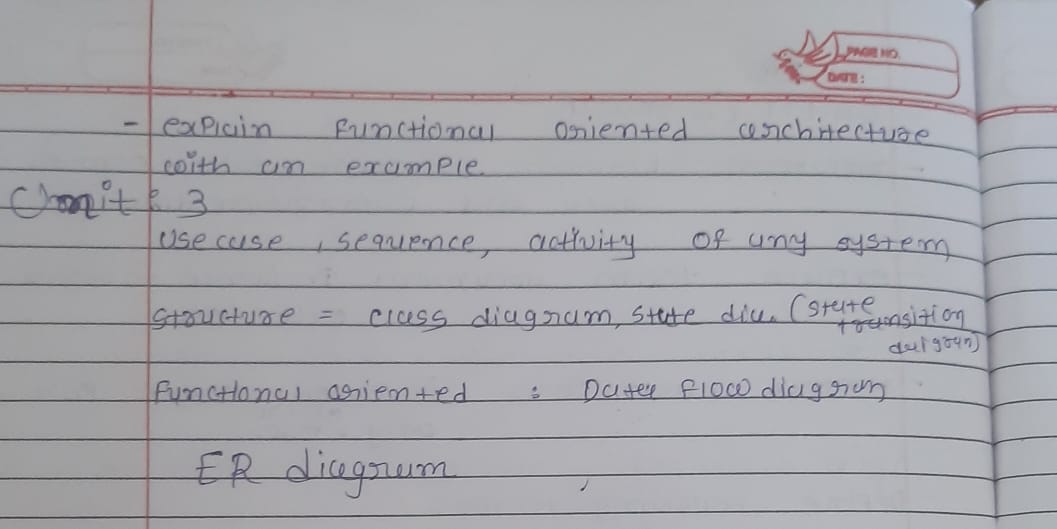 PAGE NO.
DATE:
- explain functional oriented architecture
with an example.
Unit: 3
Use case, sequence, activity of any system
structure = class diagram, state dia. (state
transition
daigram)
functional oriented : Data flow diagram
ER diagram